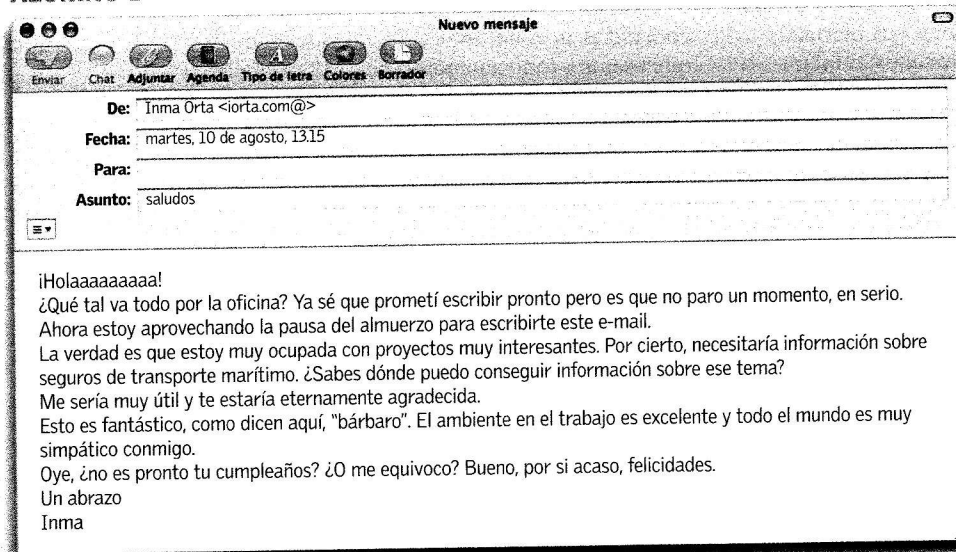 Nuevo mensaje
Enviar Chat Adjuntar Agenda Tipo de letra Colores Borrador
De: Inma Orta <iorta.com@>
Fecha: martes, 10 de agosto, 13.15
Para:
Asunto: saludos
¡Holaaaaaaaaa!
¿Qué tal va todo por la oficina? Ya sé que prometí escribir pronto pero es que no paro un momento, en serio.
Ahora estoy aprovechando la pausa del almuerzo para escribirte este e-mail.
La verdad es que estoy muy ocupada con proyectos muy interesantes. Por cierto, necesitaría información sobre
seguros de transporte marítimo. ¿Sabes dónde puedo conseguir información sobre ese tema?
Me sería muy útil y te estaría eternamente agradecida.
Esto es fantástico, como dicen aquí, “bárbaro”. El ambiente en el trabajo es excelente y todo el mundo es muy
simpático conmigo.
Oye, ¿no es pronto tu cumpleaños? ¿O me equivoco? Bueno, por si acaso, felicidades.
Un abrazo
Inma